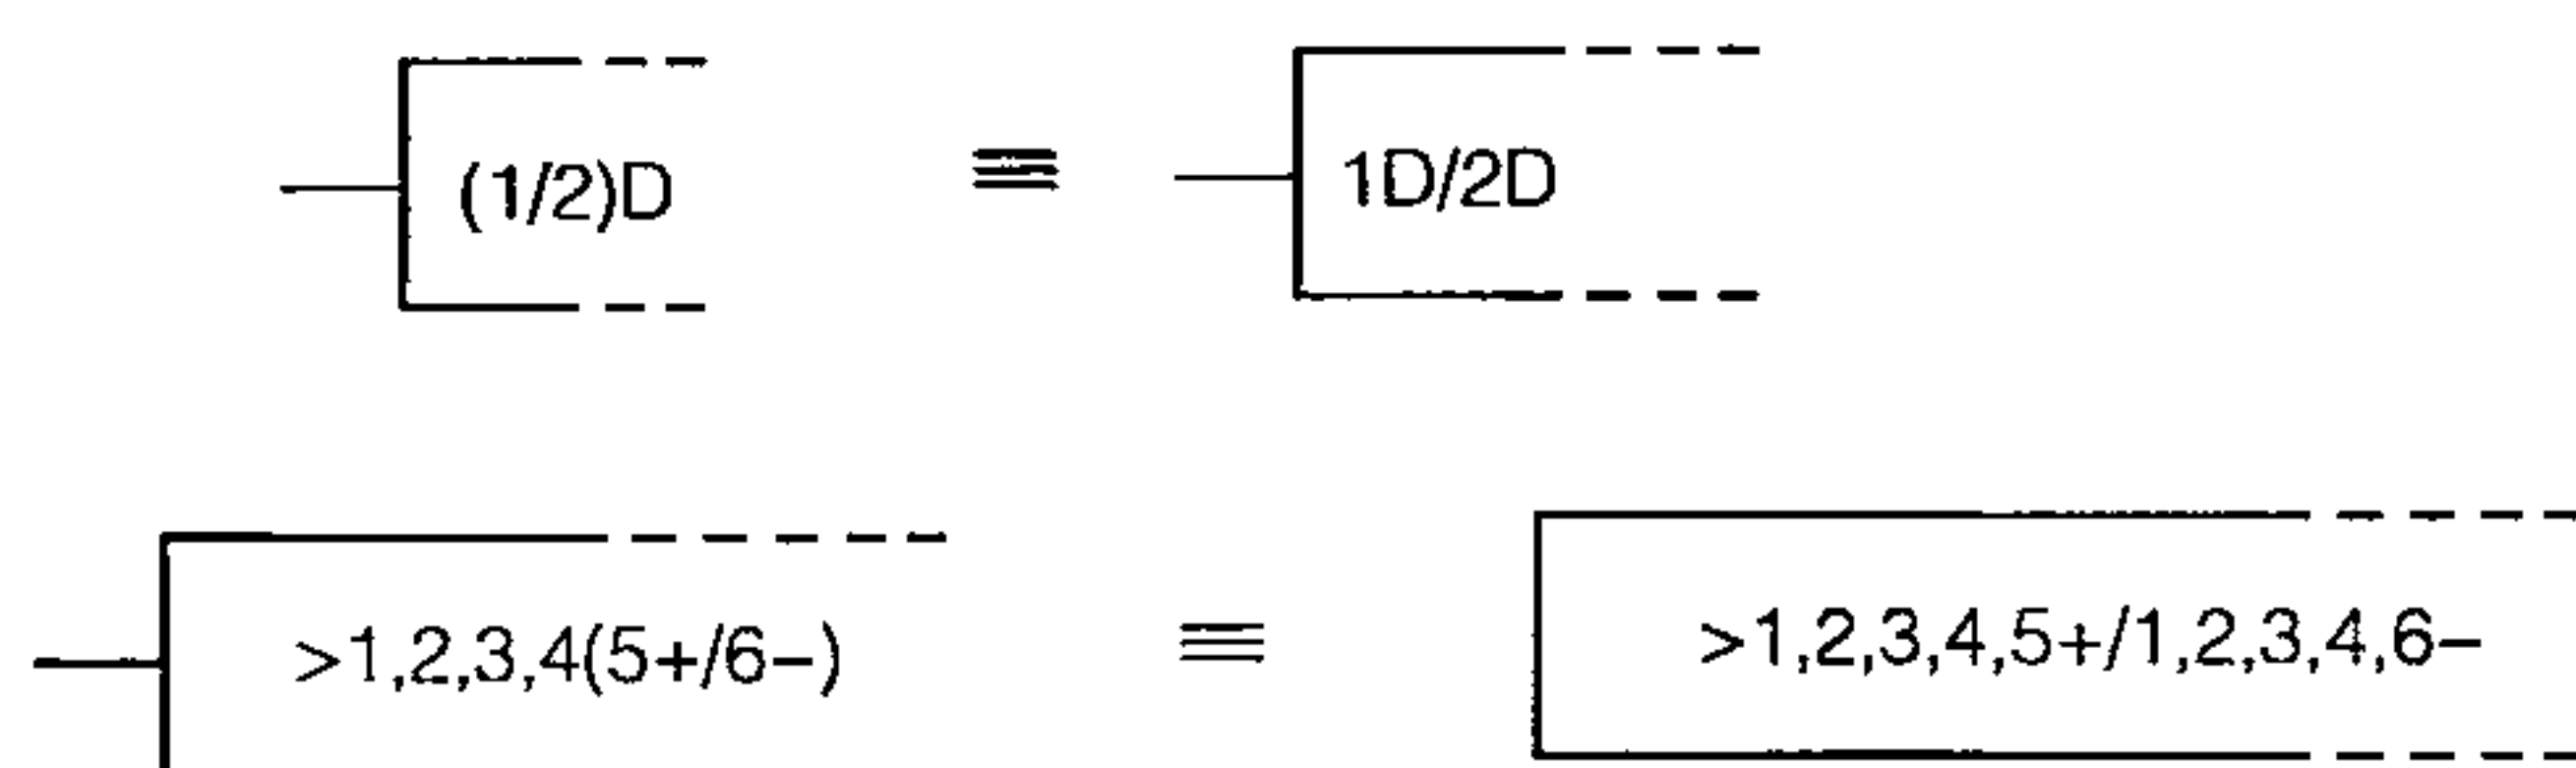 (1/2)D ≡ 1D/2D
>1,2,3,4(5+/6−) ≡ >1,2,3,4,5+/1,2,3,4,6−